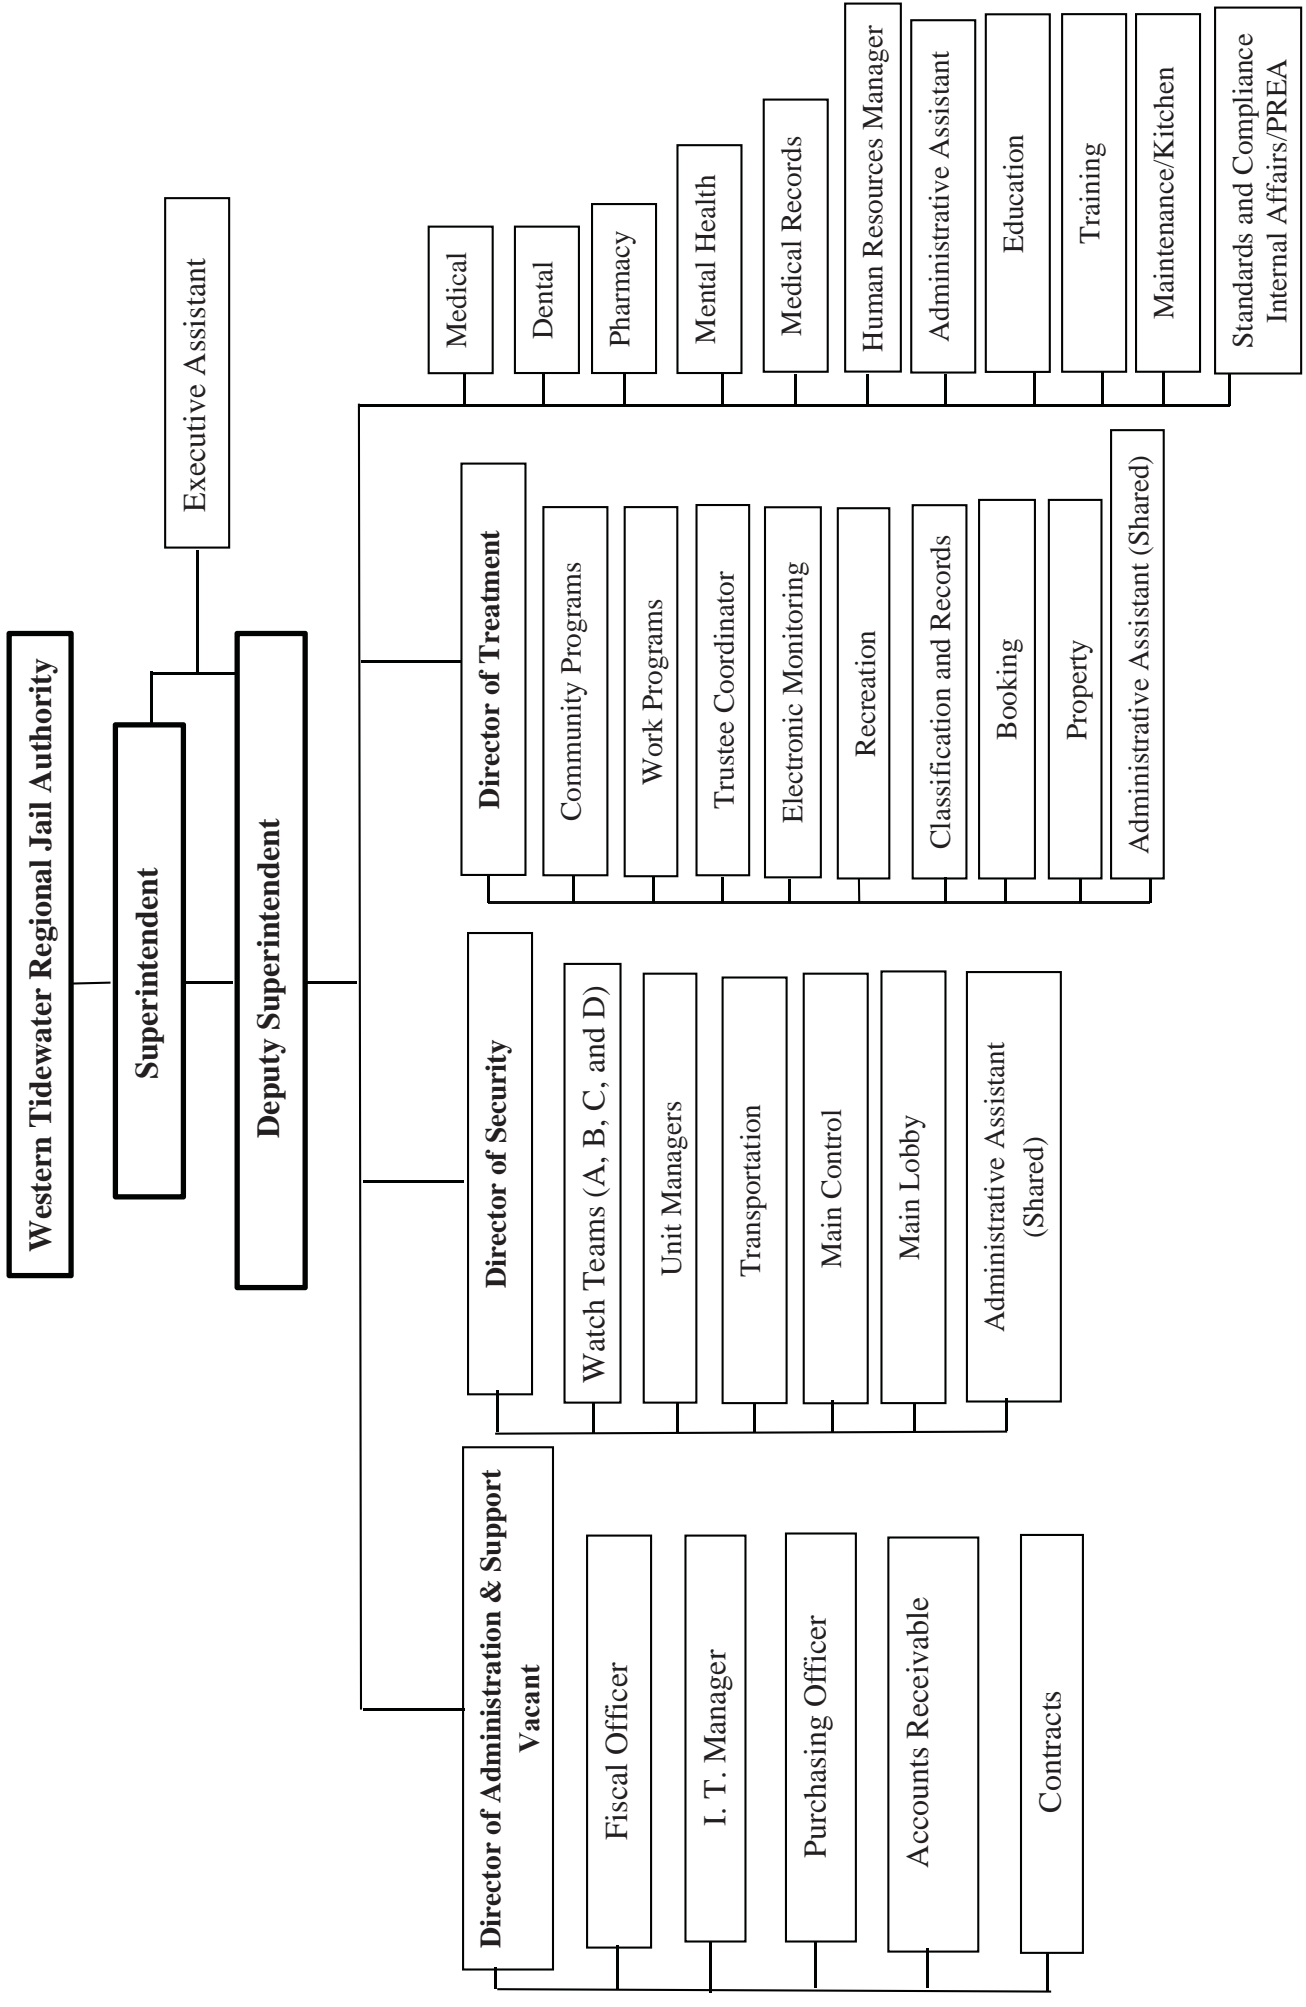 Western Tidewater Regional Jail Authority
Superintendent
Executive Assistant
Deputy Superintendent
Director of Administration & Support
Vacant
Fiscal Officer
I. T. Manager
Purchasing Officer
Accounts Receivable
Contracts
Director of Security
Watch Teams (A, B, C, and D)
Unit Managers
Transportation
Main Control
Main Lobby
Administrative Assistant
(Shared)
Director of Treatment
Community Programs
Work Programs
Trustee Coordinator
Electronic Monitoring
Recreation
Classification and Records
Booking
Property
Administrative Assistant (Shared)
Medical
Dental
Pharmacy
Mental Health
Medical Records
Human Resources Manager
Administrative Assistant
Education
Training
Maintenance/Kitchen
Standards and Compliance
Internal Affairs/PREA